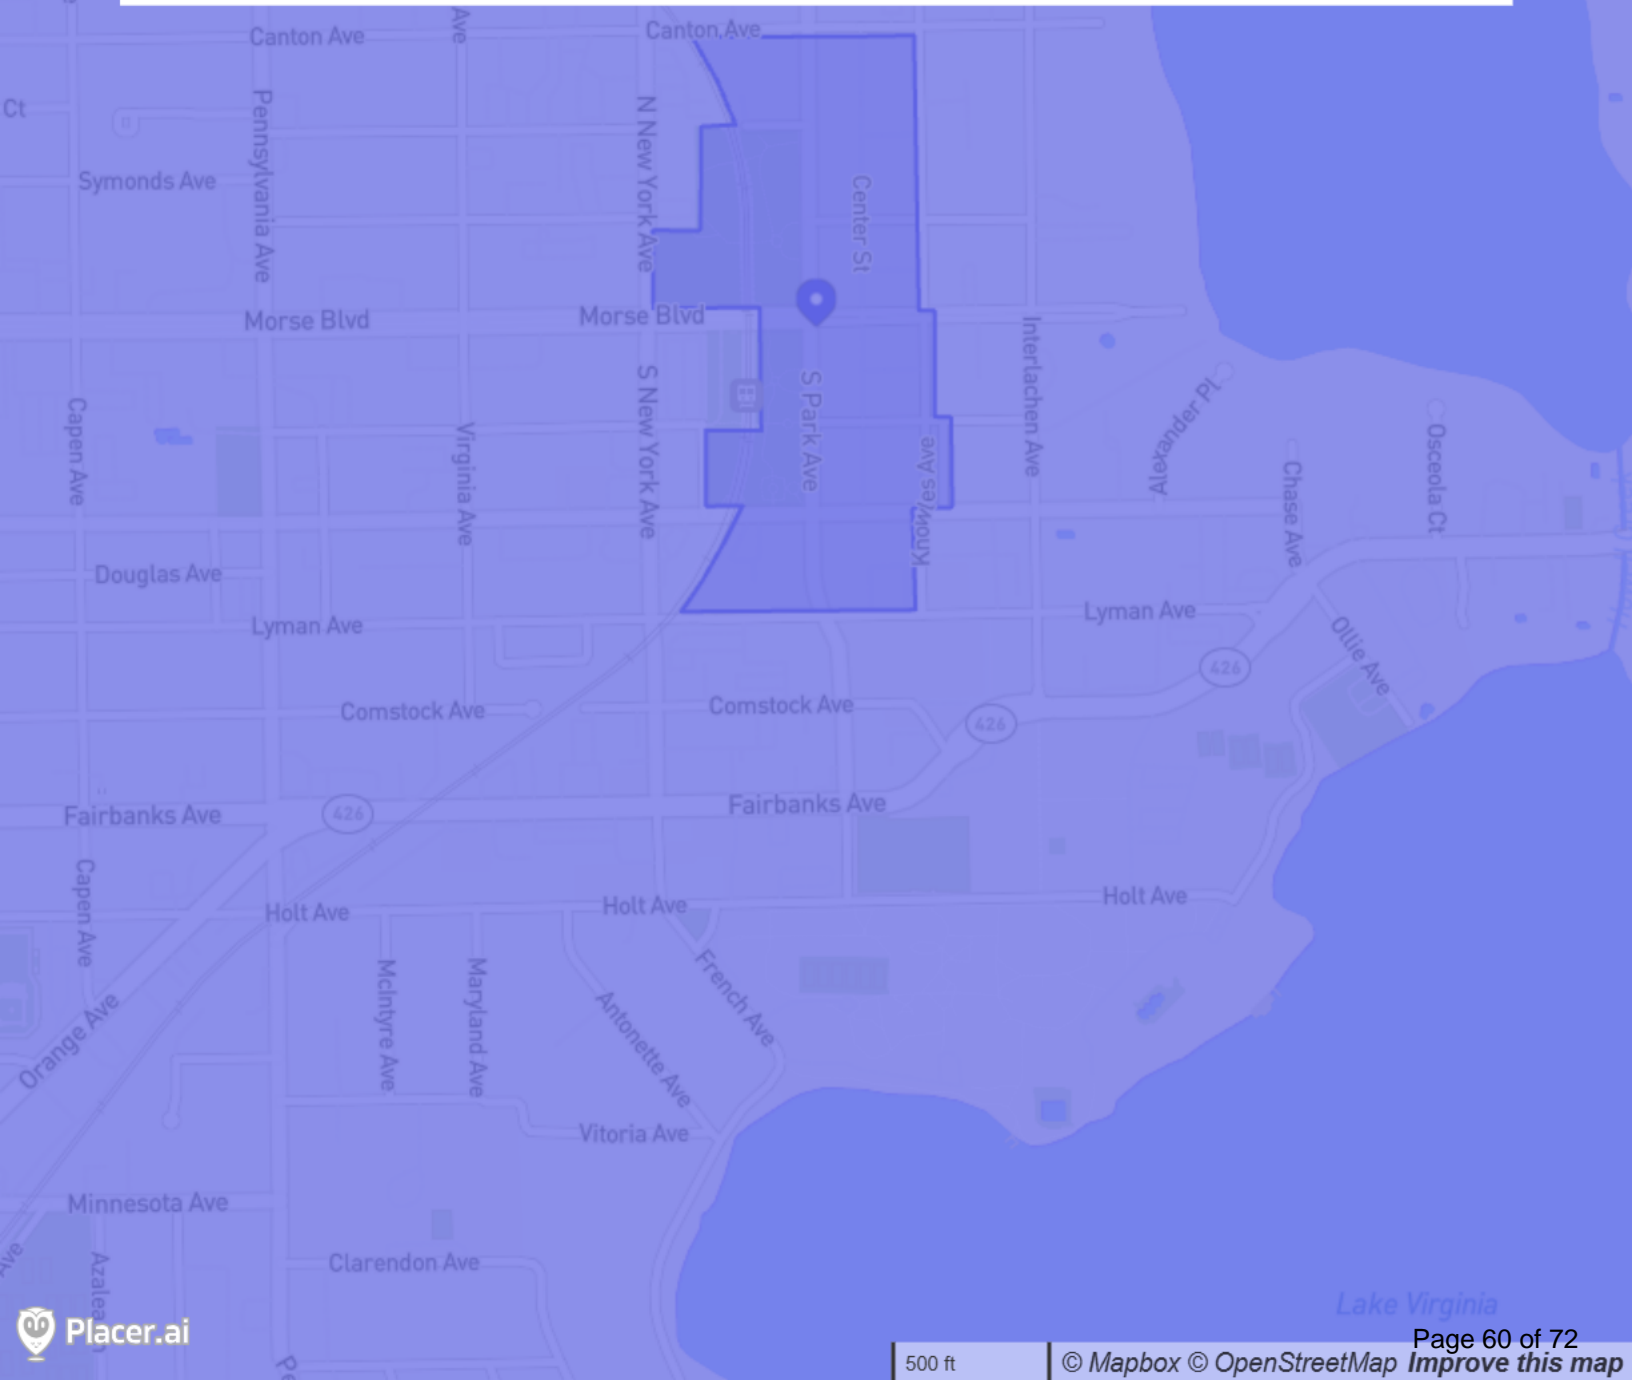 Canton Ave
Ave
Canton Ave
Ct
Pennsylvania Ave
N New York Ave
Symonds Ave
Center St
Morse Blvd
Morse Blvd
Interlachen Ave
S New York Ave
S Park Ave
Alexander Pl
Capen Ave
Virginia Ave
Knowles Ave
Chase Ave
Osceola Ct
Douglas Ave
Lyman Ave
Lyman Ave
Ollie Ave
426
Comstock Ave
Comstock Ave
426
Fairbanks Ave
426
Fairbanks Ave
Capen Ave
Holt Ave
Holt Ave
Holt Ave
McIntyre Ave
Maryland Ave
French Ave
Antonette Ave
Orange Ave
Vitoria Ave
Minnesota Ave
Ave
Clarendon Ave
Lake Virginia
Placer.ai
Page 60 of 72
Pe
500 ft
© Mapbox © OpenStreetMap Improve this map